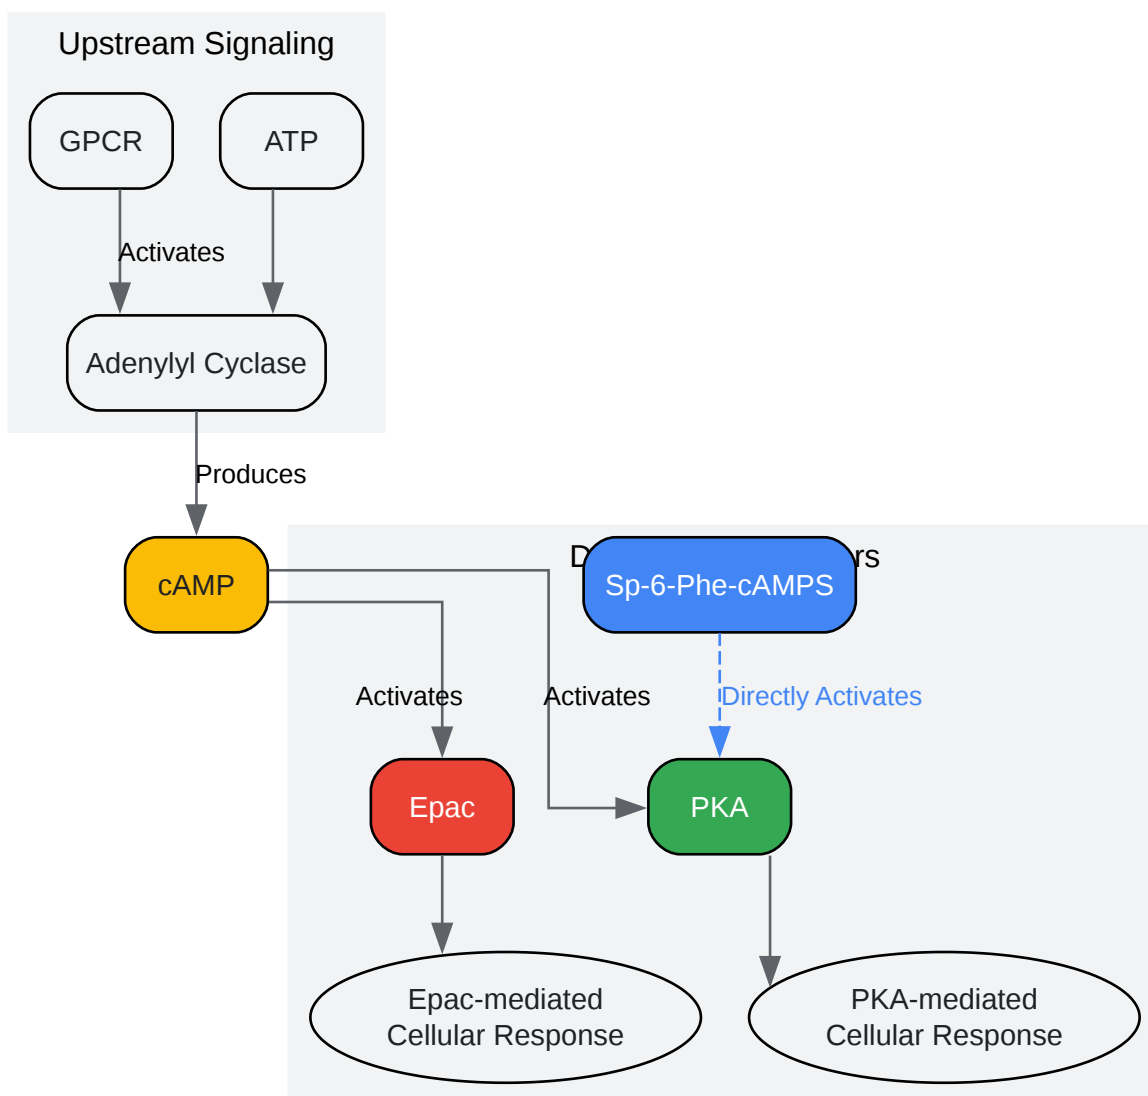 Upstream Signaling
GPCR
ATP
Activates
Adenylyl Cyclase
Produces
cAMP
Sp-6-Phe-cAMPS
Activates
Activates
Directly Activates
Epac
PKA
Epac-mediated
Cellular Response
PKA-mediated
Cellular Response